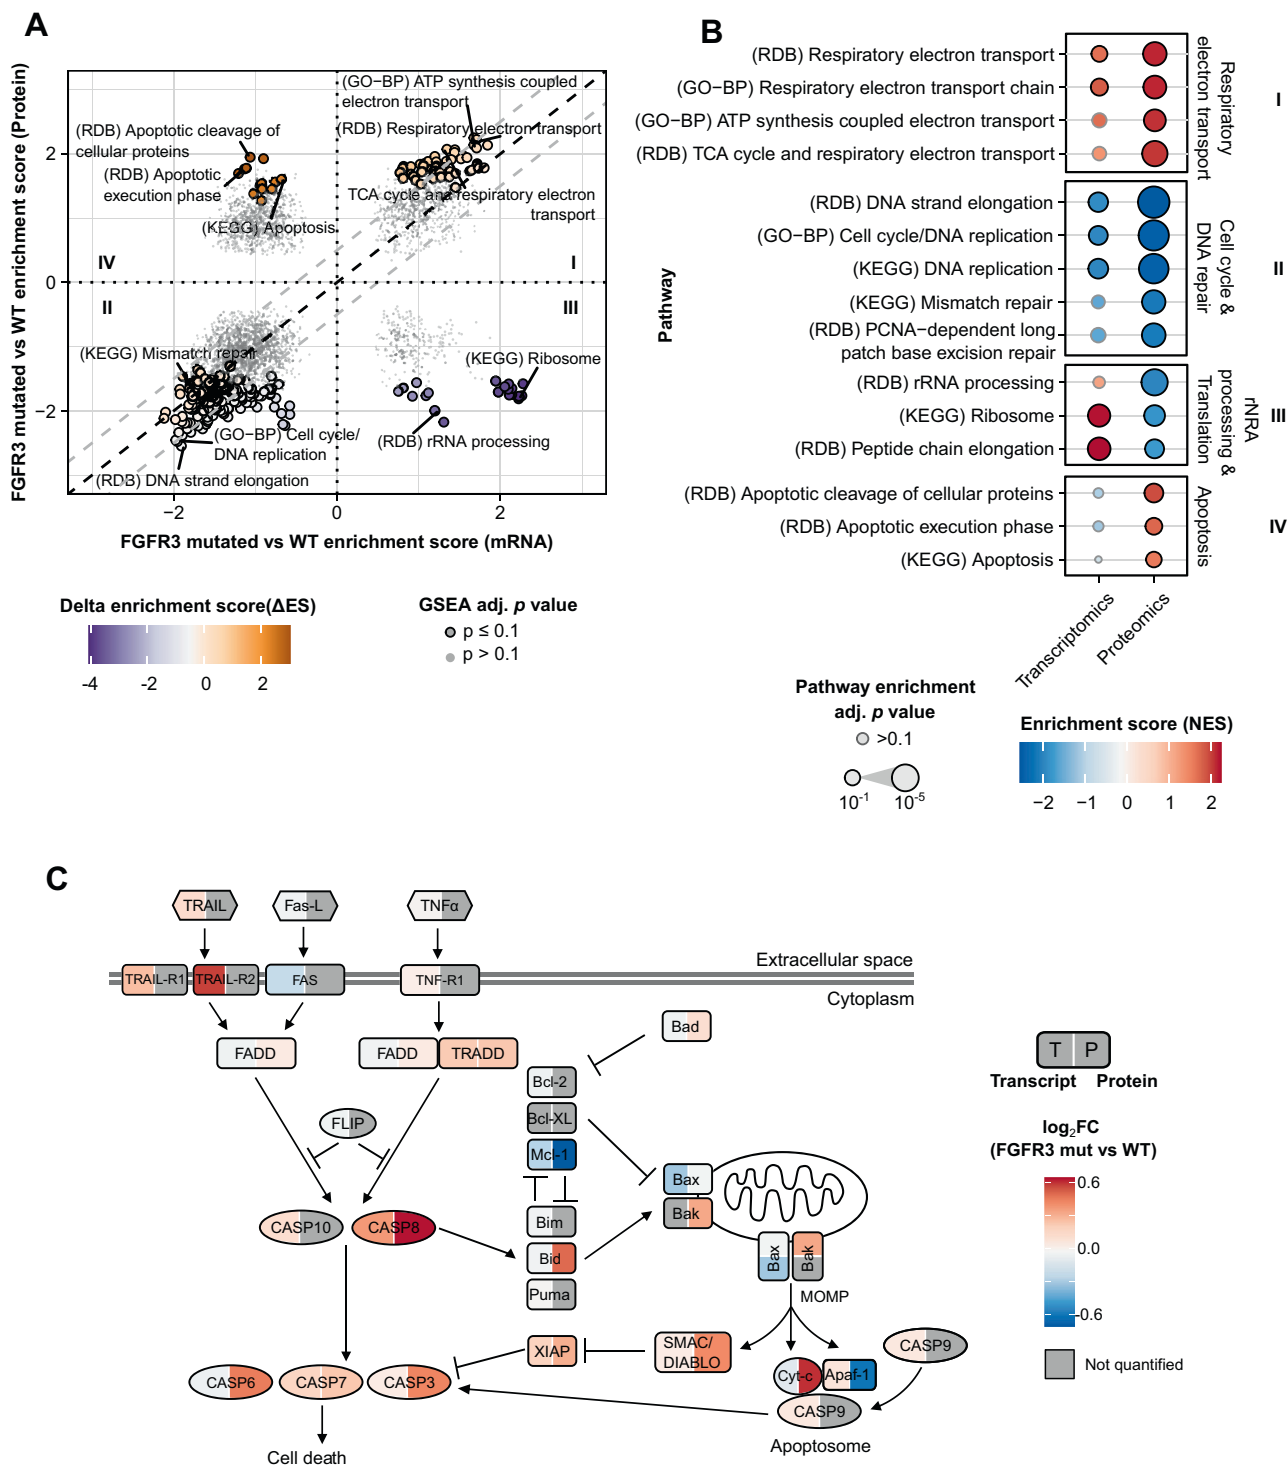 A
FGFR3 mutated vs WT enrichment score (Protein)
2
0
−2
(GO−BP) ATP synthesis coupled
electron transport
(RDB) Respiratory electron transport
(RDB) Apoptotic cleavage of
cellular proteins
(RDB) Apoptotic
execution phase
(KEGG) Apoptosis
TCA cycle and respiratory electron
transport
IV
I
II
III
(KEGG) Mismatch repair
(KEGG) Ribosome
(GO−BP) Cell cycle/
DNA replication
(RDB) rRNA processing
(RDB) DNA strand elongation
−2
0
2
FGFR3 mutated vs WT enrichment score (mRNA)
Delta enrichment score(ΔES)
-4
-2
0
2
GSEA adj. p value
p ≤ 0.1
p > 0.1
B
Pathway
(RDB) Respiratory electron transport
(GO−BP) Respiratory electron transport chain
(GO−BP) ATP synthesis coupled electron transport
(RDB) TCA cycle and respiratory electron transport
Respiratory
electron transport
I
(RDB) DNA strand elongation
(GO−BP) Cell cycle/DNA replication
(KEGG) DNA replication
(KEGG) Mismatch repair
(RDB) PCNA−dependent long
patch base excision repair
Cell cycle &
DNA repair
II
(RDB) rRNA processing
(KEGG) Ribosome
(RDB) Peptide chain elongation
rNRA
processing &
Translation
III
(RDB) Apoptotic cleavage of cellular proteins
(RDB) Apoptotic execution phase
(KEGG) Apoptosis
Apoptosis
IV
Transcriptomics
Proteomics
Pathway enrichment
adj. p value
>0.1
10-1
10-5
Enrichment score (NES)
−2
−1
0
1
2
C
TRAIL
Fas-L
TNFα
TRAIL-R1
TRAIL-R2
FAS
TNF-R1
Extracellular space
Cytoplasm
FADD
FADD
TRADD
Bad
Bcl-2
Bcl-XL
Mcl-1
FLIP
Bax
Bak
CASP10
CASP8
Bim
Bid
Puma
Bax
Bak
MOMP
XIAP
SMAC/
DIABLO
CASP9
Cyt-c
Apaf-1
CASP9
Apoptosome
CASP6
CASP7
CASP3
Cell death
T
P
Transcript
Protein
log2FC
(FGFR3 mut vs WT)
0.6
0.0
-0.6
Not quantified